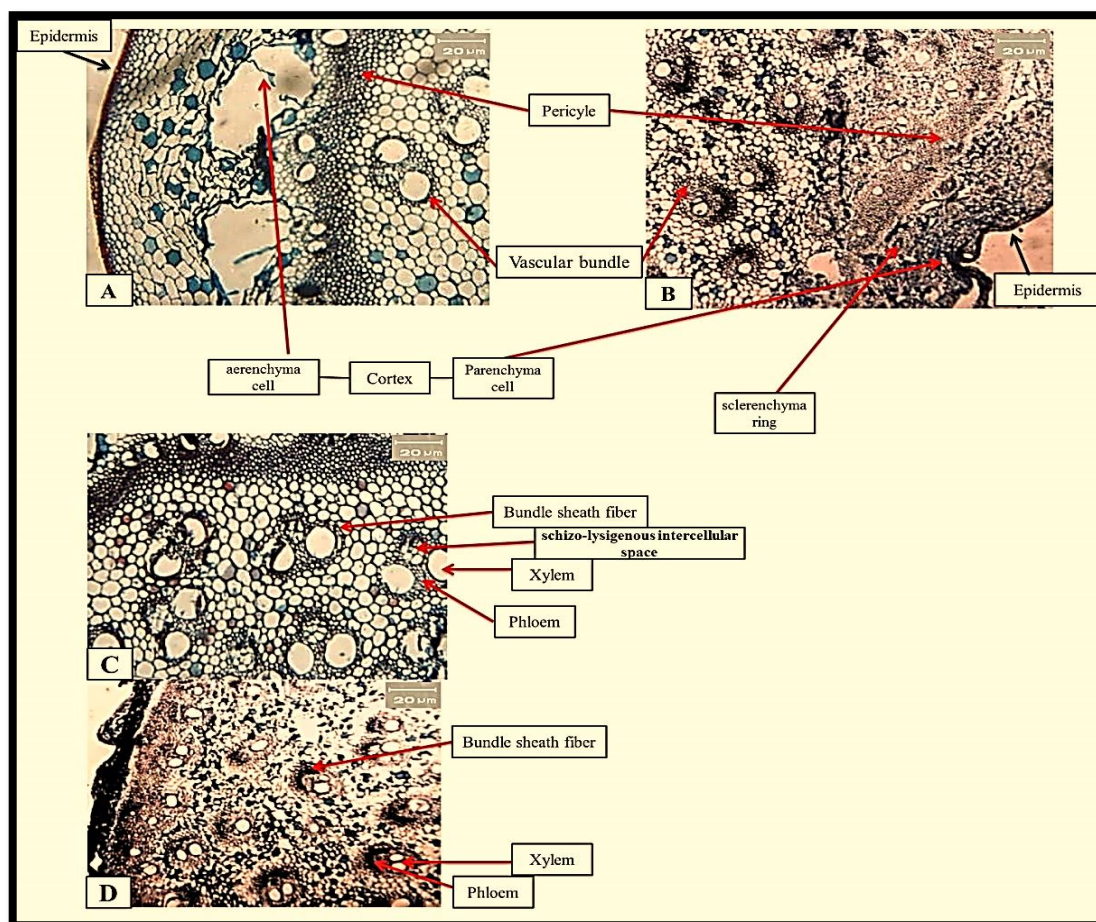 Epidermis
20 µm
20 µm
Pericyle
Vascular bundle
A
B
Epidermis
aerenchyma
cell
Cortex
Parenchyma
cell
sclerenchyma
ring
20 µm
Bundle sheath fiber
schizo-lysigenous intercellular
space
Xylem
Phloem
C
20 µm
Bundle sheath fiber
Xylem
Phloem
D